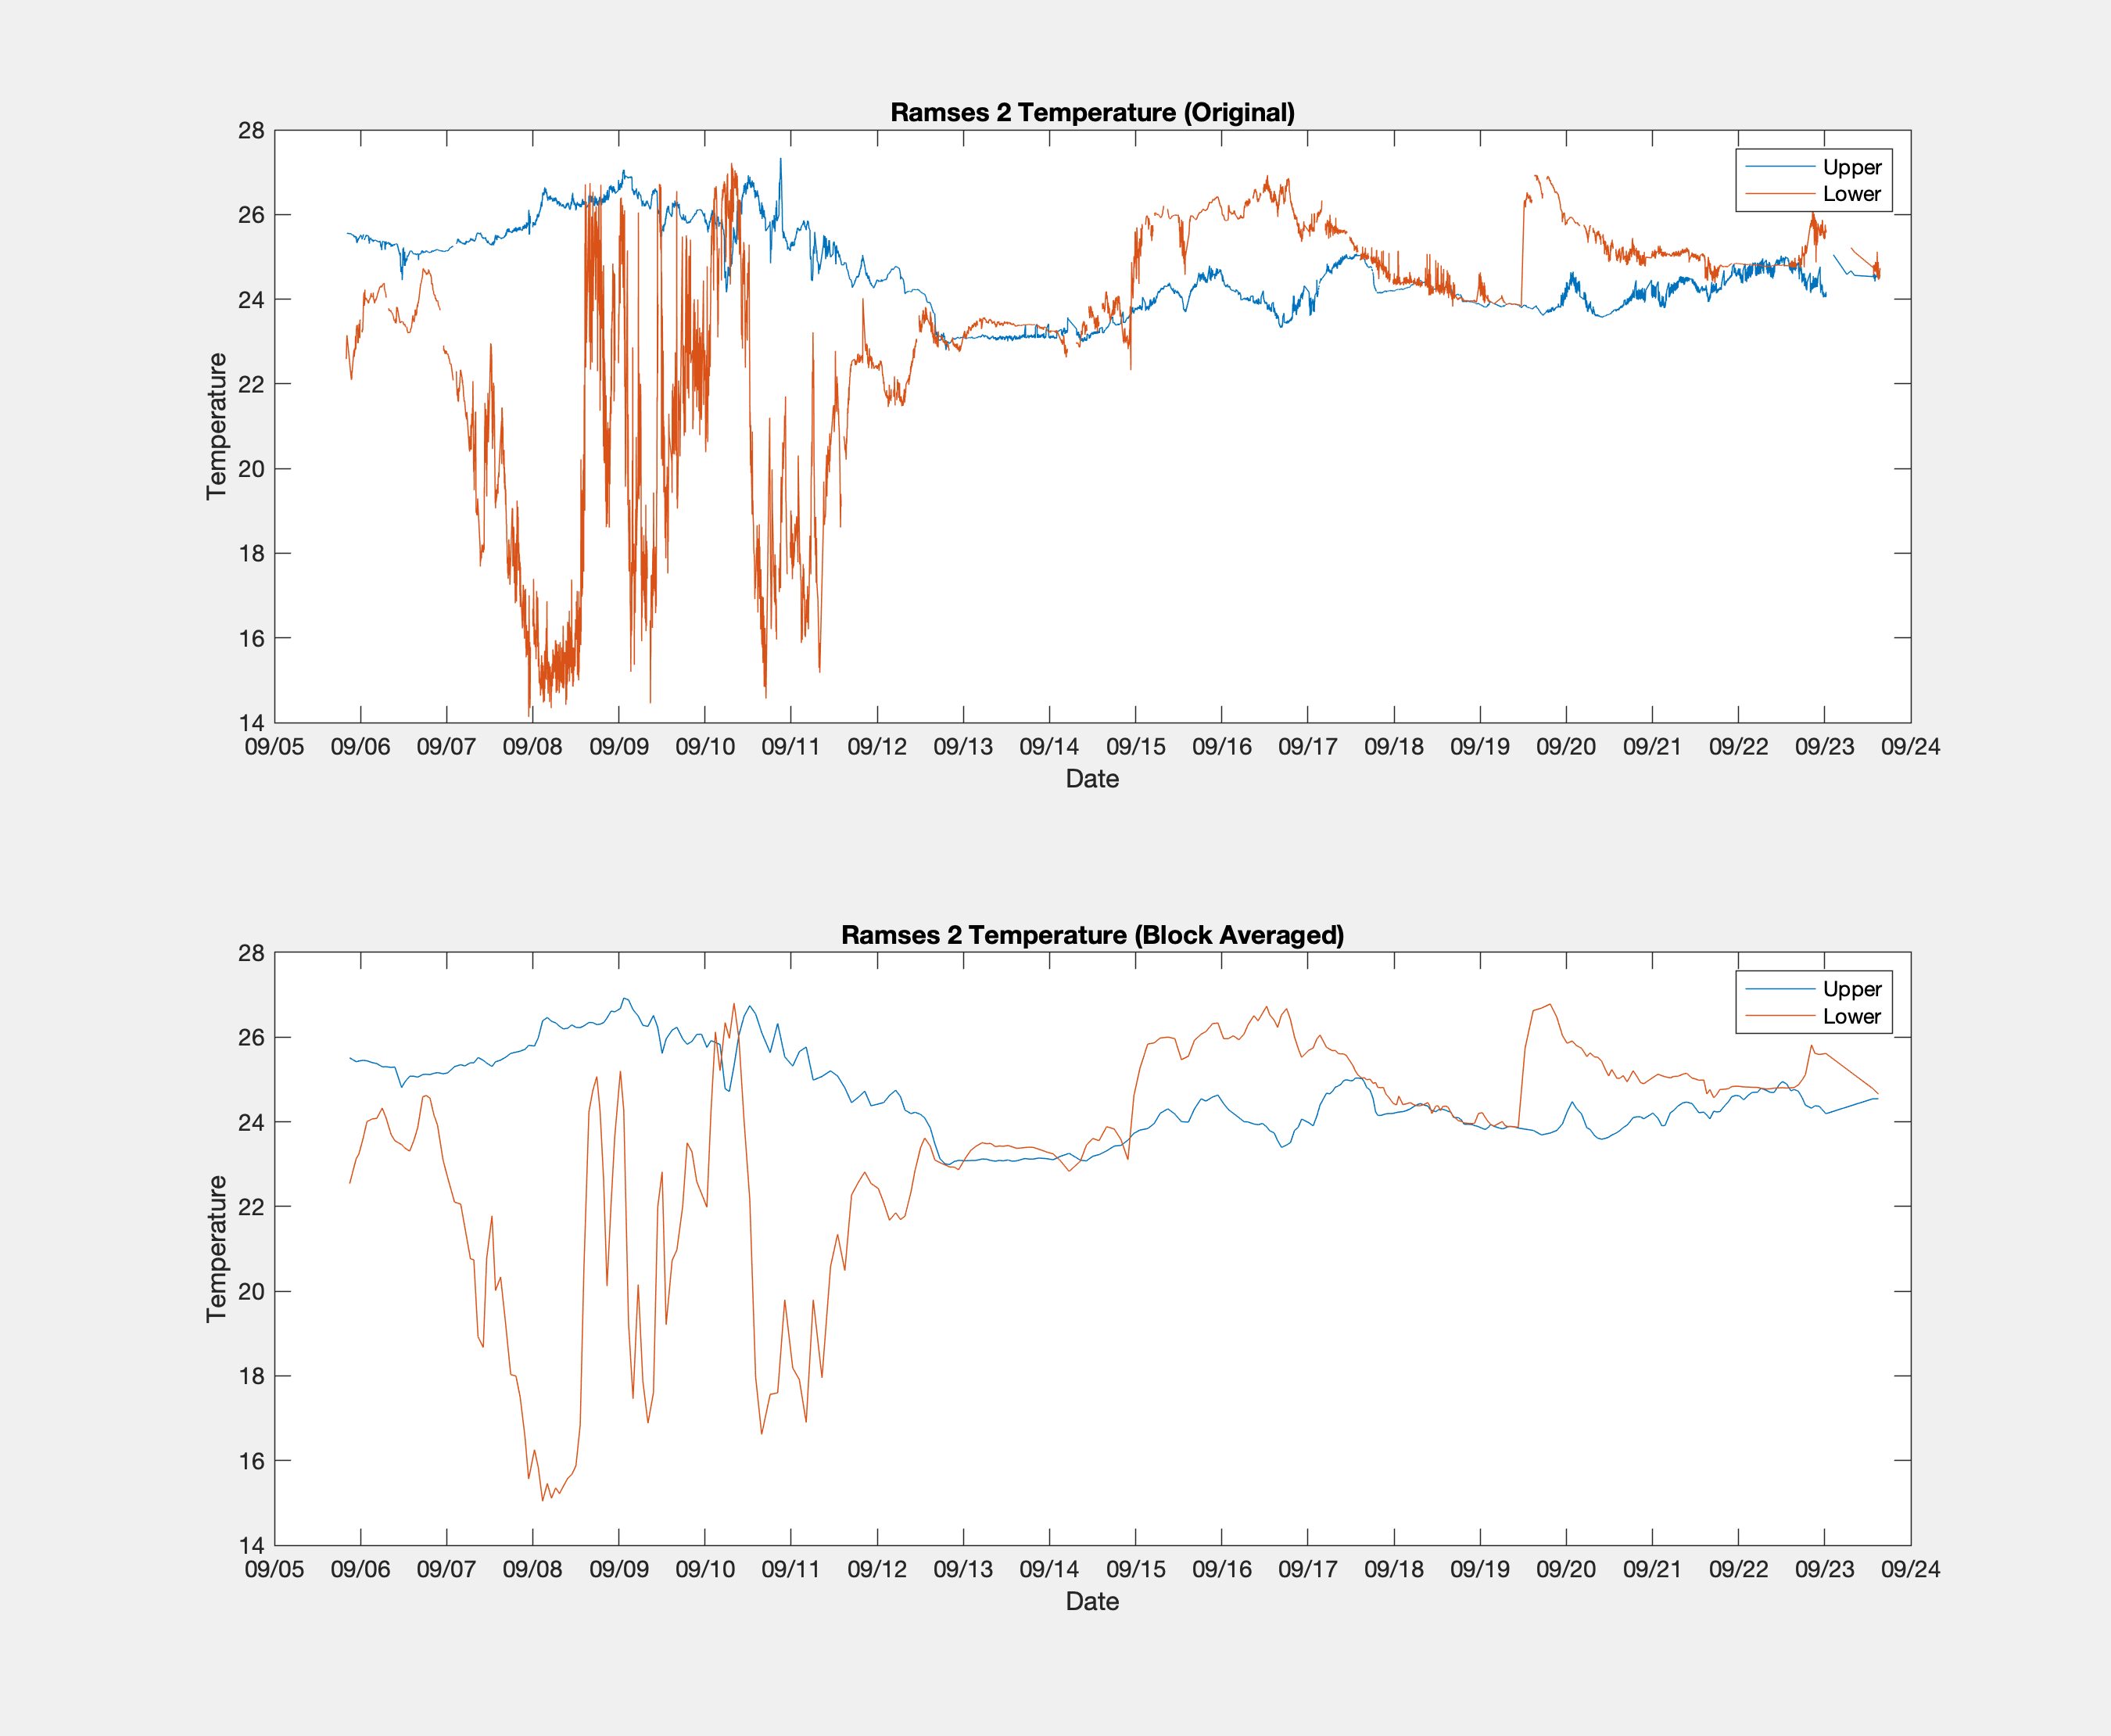 Ramses 2 Temperature (Original)
28
26
24
22
20
18
16
14
Temperature
Upper
Lower
09/05 09/06 09/07 09/08 09/09 09/10 09/11 09/12 09/13 09/14 09/15 09/16 09/17 09/18 09/19 09/20 09/21 09/22 09/23 09/24
Date
Ramses 2 Temperature (Block Averaged)
28
26
24
22
20
18
16
14
Temperature
Upper
Lower
09/05 09/06 09/07 09/08 09/09 09/10 09/11 09/12 09/13 09/14 09/15 09/16 09/17 09/18 09/19 09/20 09/21 09/22 09/23 09/24
Date